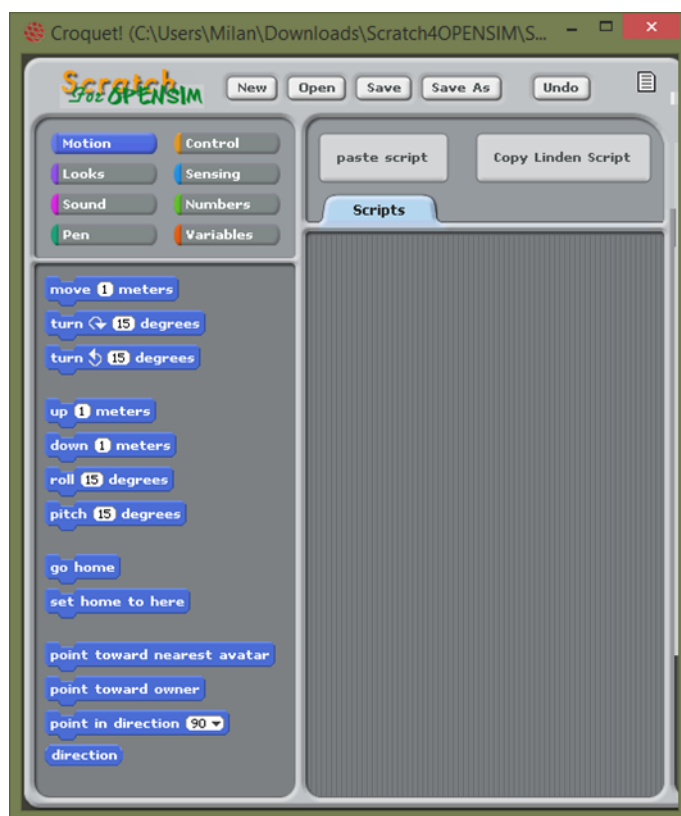 Croquet! (C:\Users\Milan\Downloads\Scratch4OPENSIM\S...
Scratch
for OPENSIM
New Open Save Save As Undo
Motion Control
Looks Sensing
Sound Numbers
Pen Variables
paste script Copy Linden Script
Scripts
move 1 meters
turn 15 degrees
turn 15 degrees
up 1 meters
down 1 meters
roll 15 degrees
pitch 15 degrees
go home
set home to here
point toward nearest avatar
point toward owner
point in direction 90
direction